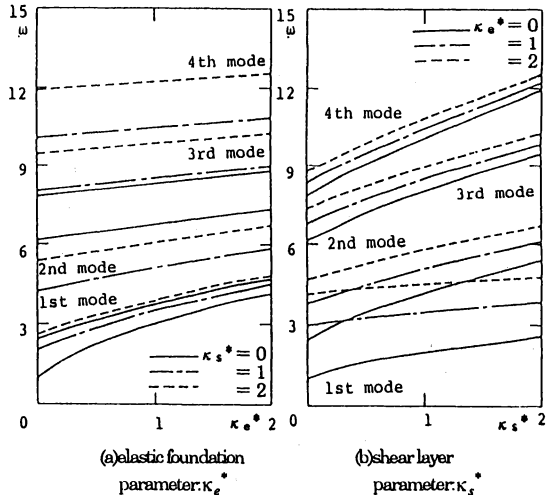 15
ω
12
9
6
3
0
4th mode
3rd mode
2nd mode
1st mode
κs* = 0
= 1
= 2
0
1
κe*
2
(a)elastic foundation
parameter:κe*
15
ω
12
9
6
3
0
κe* = 0
= 1
= 2
4th mode
3rd mode
2nd mode
1st mode
0
1
κs*
2
(b)shear layer
parameter:κs*